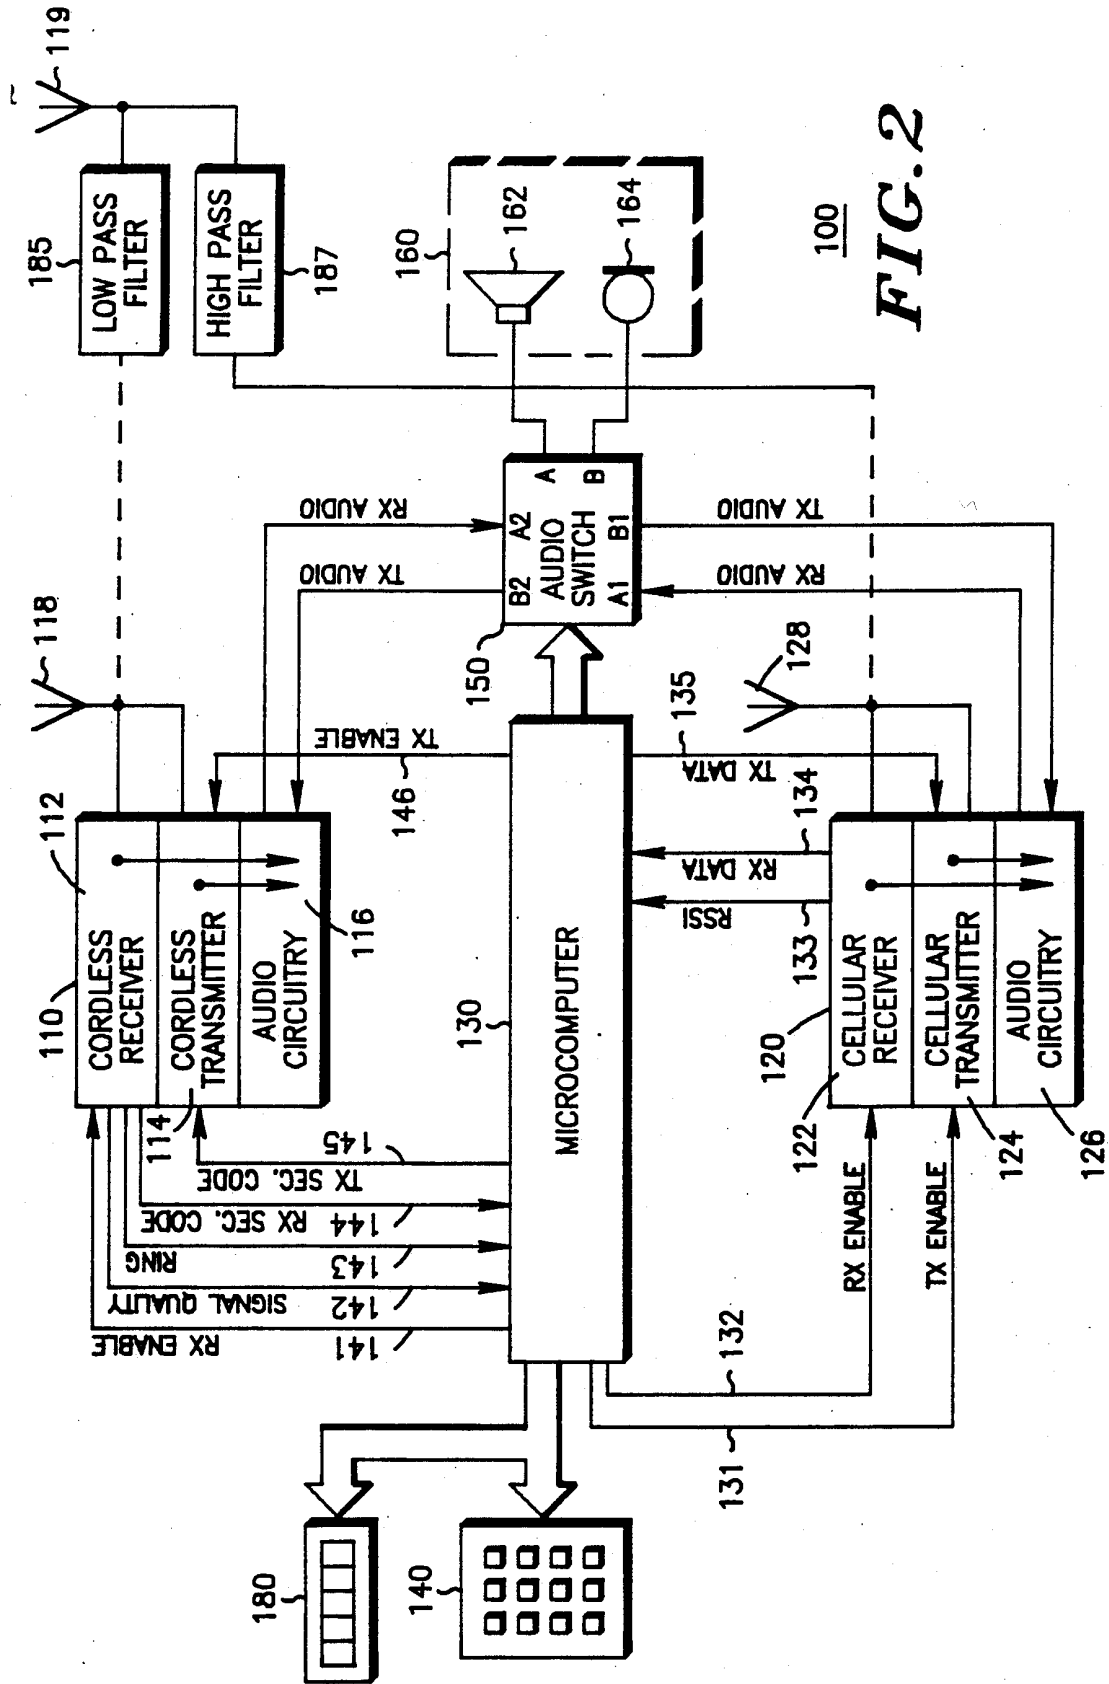 110
112
CORDLESS
RECEIVER
CORDLESS
TRANSMITTER
AUDIO
CIRCUITRY
114
116
118
185
LOW PASS
FILTER
HIGH PASS
FILTER
187
119
RX ENABLE
141
SIGNAL QUALITY
142
RING
143
RX SEC. CODE
144
TX SEC. CODE
145
TX ENABLE
146
TX AUDIO
RX AUDIO
180
140
130
MICROCOMPUTER
150
B2
A2
AUDIO
SWITCH
A
B
A1
B1
160
162
164
131
132
RX ENABLE
TX ENABLE
RSSI
133
RX DATA
134
TX DATA
135
RX AUDIO
TX AUDIO
120
122
CELLULAR
RECEIVER
CELLULAR
TRANSMITTER
AUDIO
CIRCUITRY
124
126
128
100
FIG.2